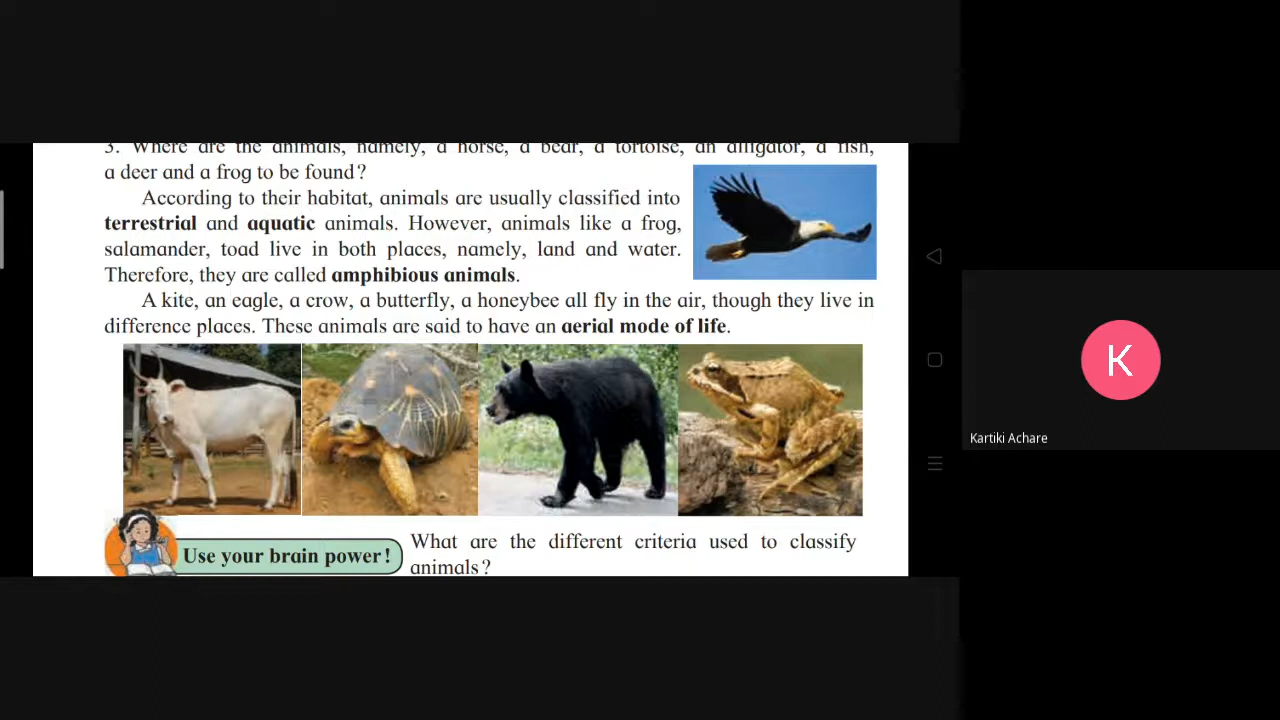 3. Where are the animals, namely, a horse, a bear, a tortoise, an alligator, a fish,
a deer and a frog to be found?
According to their habitat, animals are usually classified into
terrestrial and aquatic animals. However, animals like a frog,
salamander, toad live in both places, namely, land and water.
Therefore, they are called amphibious animals.
A kite, an eagle, a crow, a butterfly, a honeybee all fly in the air, though they live in
difference places. These animals are said to have an aerial mode of life.
Use your brain power!
What are the different criteria used to classify
animals?
K
Kartiki Achare